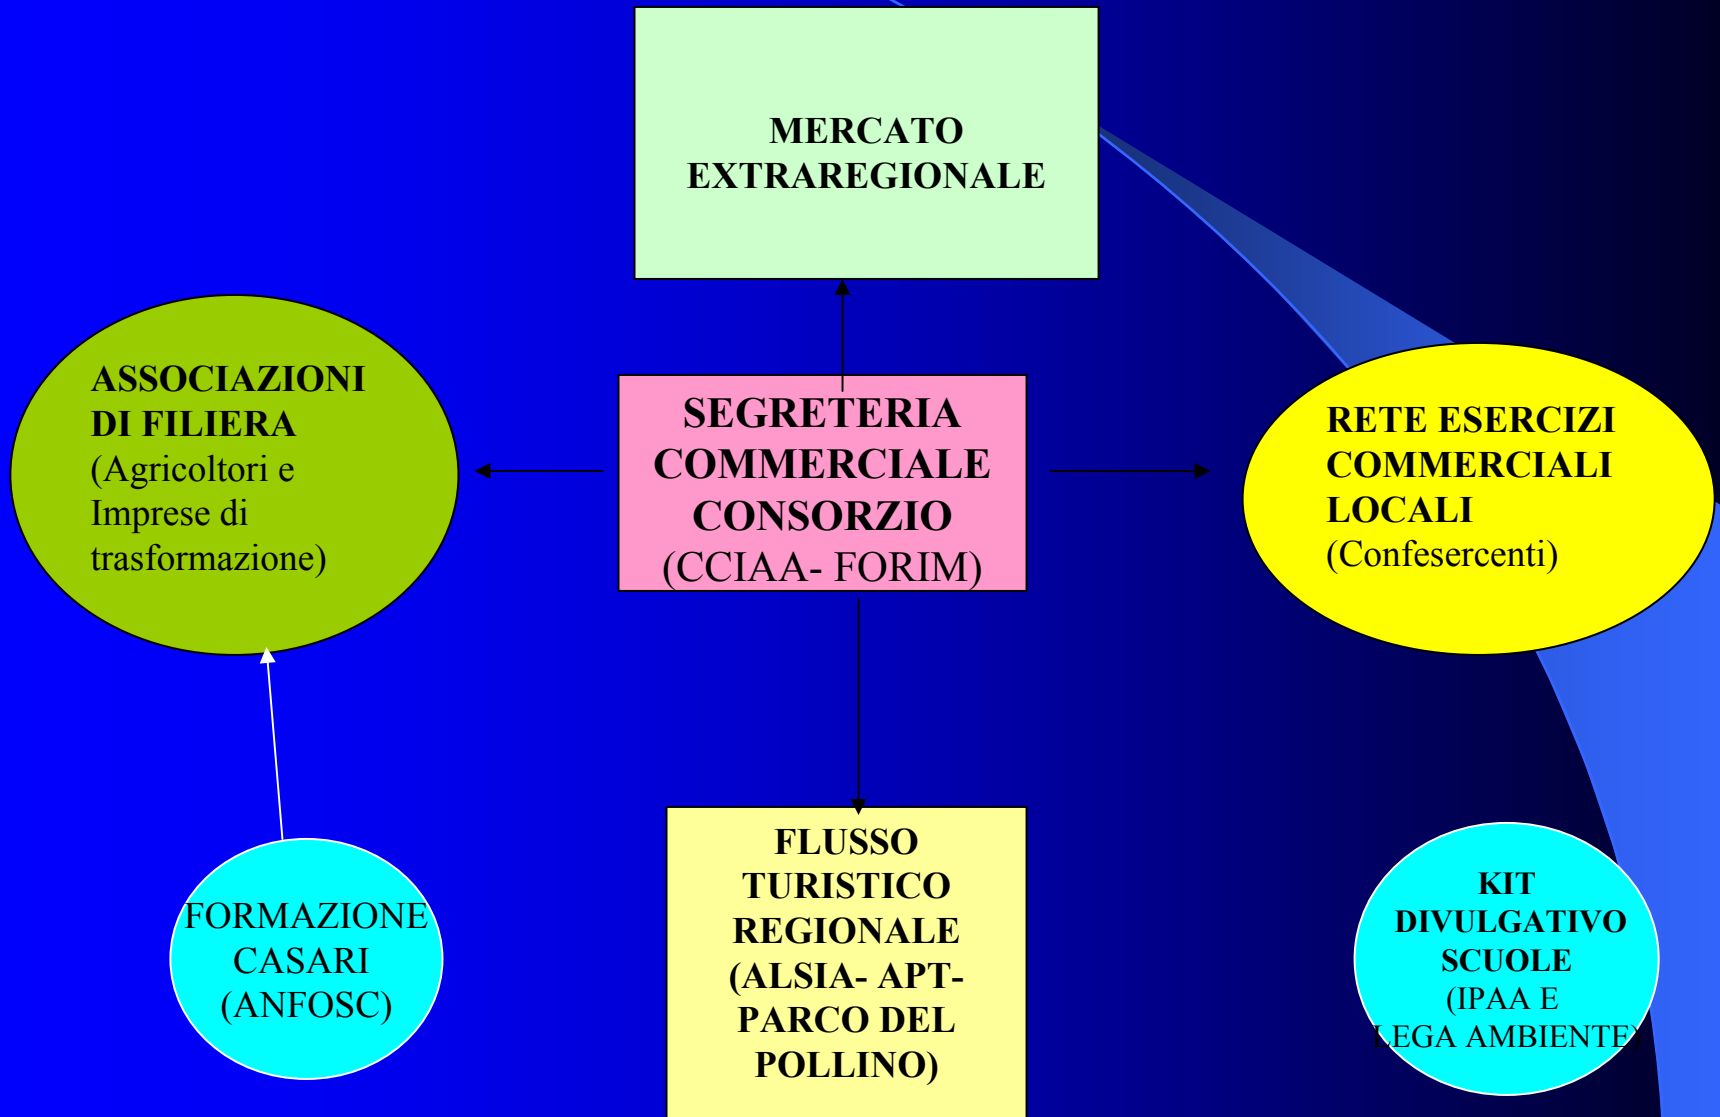 MERCATO
EXTRAREGIONALE
ASSOCIAZIONI
DI FILIERA
(Agricoltori e
Imprese di
trasformazione)
SEGRETERIA
COMMERCIALE
CONSORZIO
(CCIAA- FORIM)
RETE ESERCIZI
COMMERCIALI
LOCALI
(Confesercenti)
FORMAZIONE
CASARI
(ANFOSC)
FLUSSO
TURISTICO
REGIONALE
(ALSIA- APT-
PARCO DEL
POLLINO)
KIT
DIVULGATIVO
SCUOLE
(IPAA E
LEGA AMBIENTE)